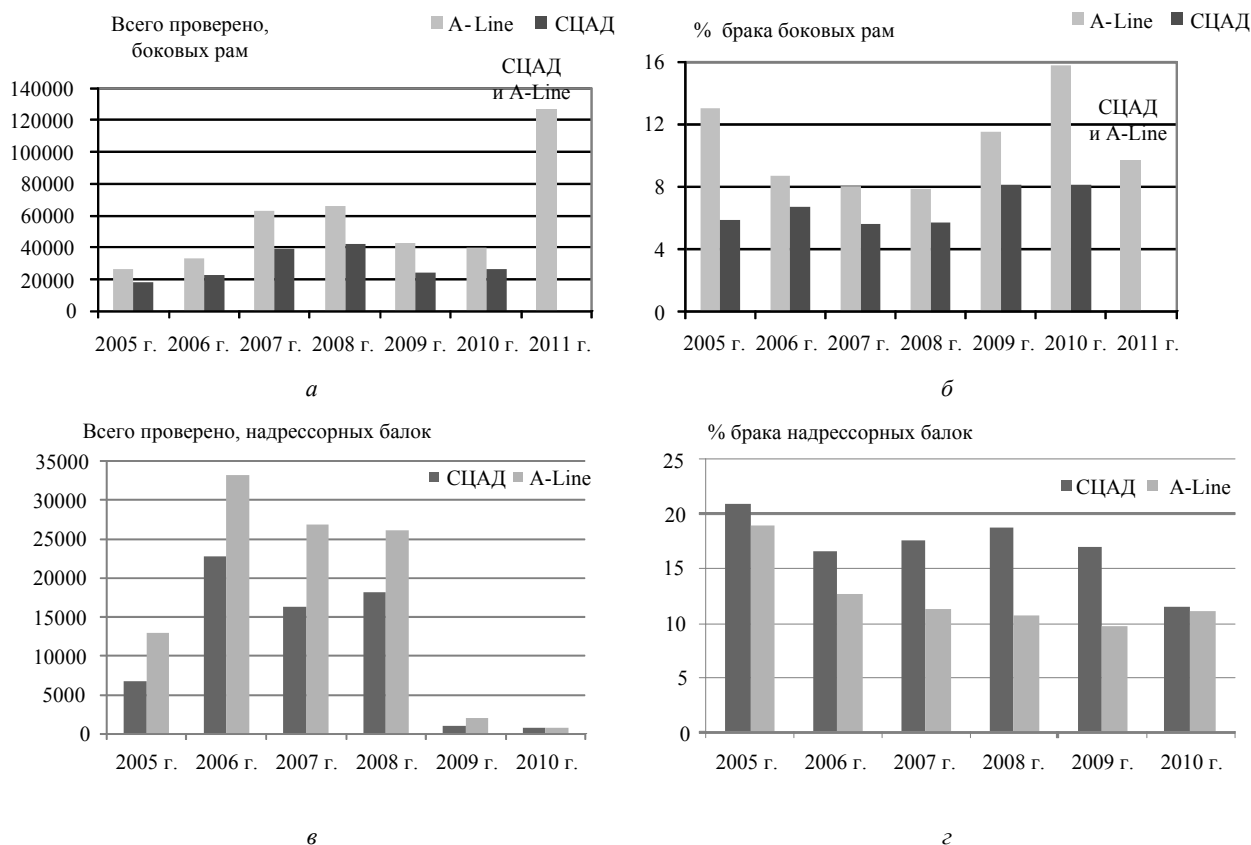 Всего проверено,
боковых рам
A- Line СЦАД
СЦАД
и A-Line
140000
120000
100000
80000
60000
40000
20000
0
2005 г. 2006 г. 2007 г. 2008 г. 2009 г. 2010 г. 2011 г.
а
% брака боковых рам
A-Line СЦАД
СЦАД
и A-Line
16
12
8
4
0
2005 г. 2006 г. 2007 г. 2008 г. 2009 г. 2010 г. 2011 г.
б
Всего проверено, надрессорных балок
СЦАД A-Line
35000
30000
25000
20000
15000
10000
5000
0
2005 г. 2006 г. 2007 г. 2008 г. 2009 г. 2010 г.
в
% брака надрессорных балок
СЦАД A-Line
25
20
15
10
5
0
2005 г. 2006 г. 2007 г. 2008 г. 2009 г. 2010 г.
г